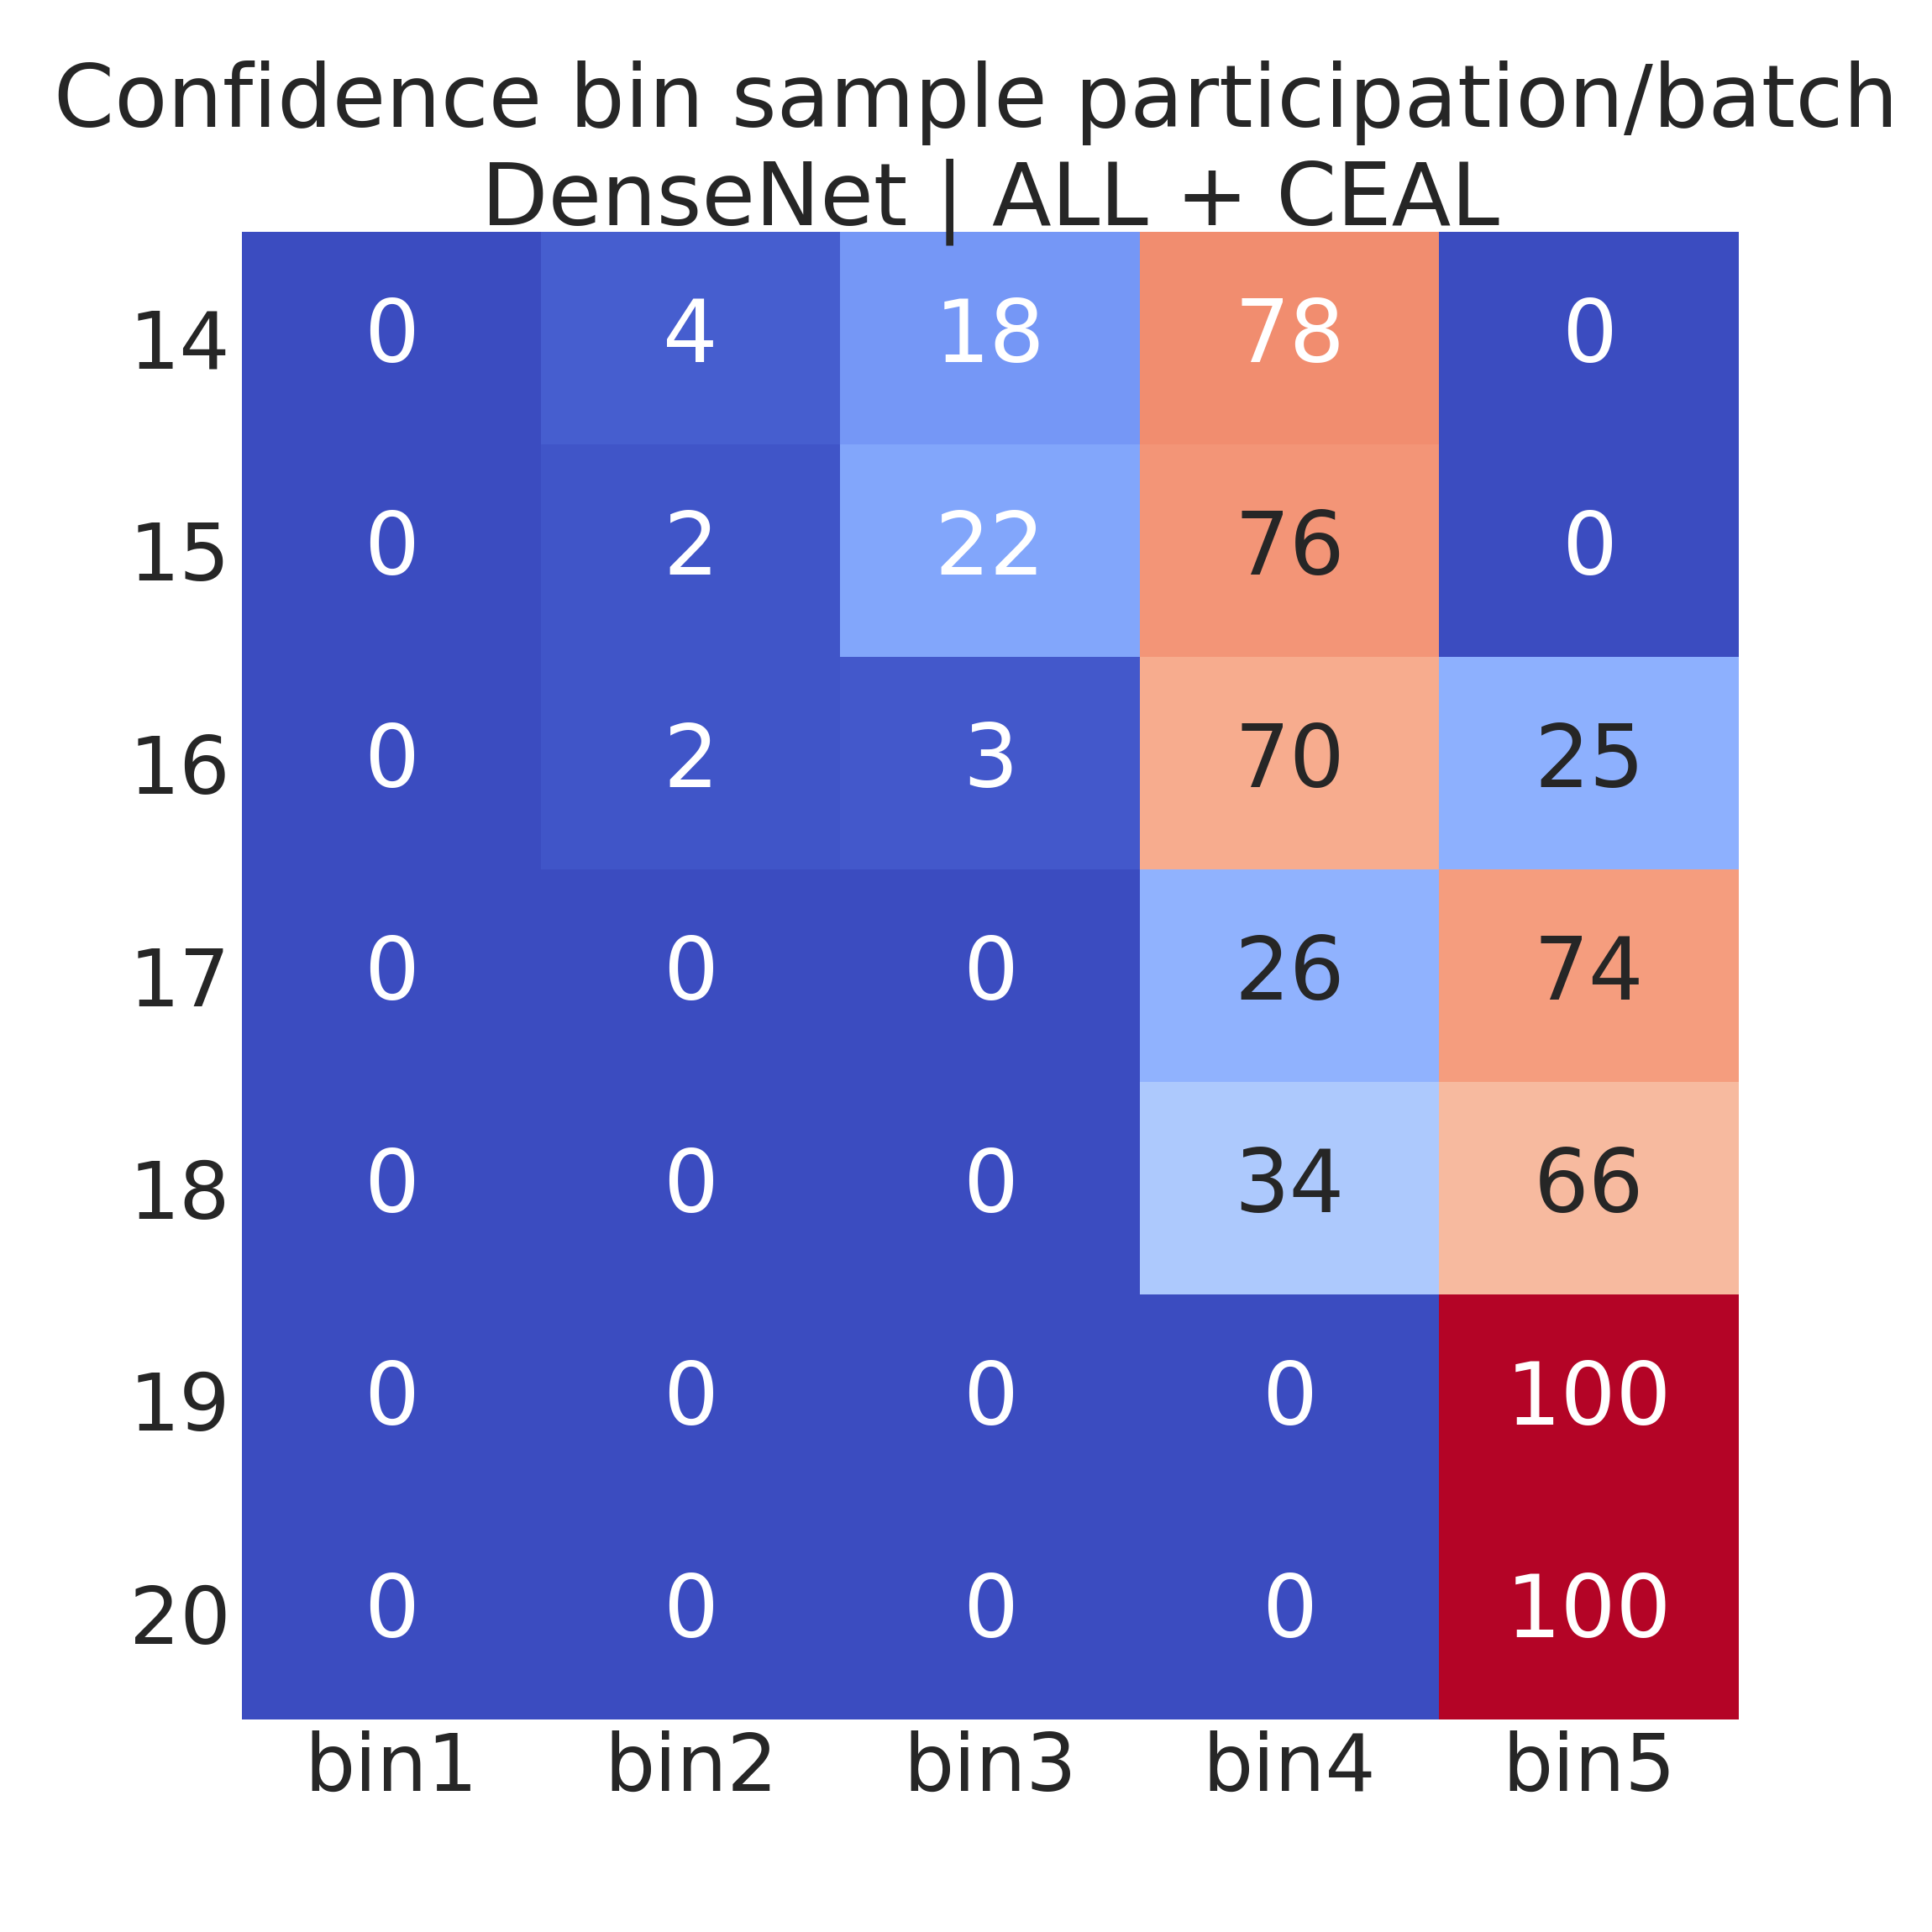 Confidence bin sample participation/batch
DenseNet | ALL + CEAL
14 0 4 18 78 0
15 0 2 22 76 0
16 0 2 3 70 25
17 0 0 0 26 74
18 0 0 0 34 66
19 0 0 0 0 100
20 0 0 0 0 100
bin1 bin2 bin3 bin4 bin5